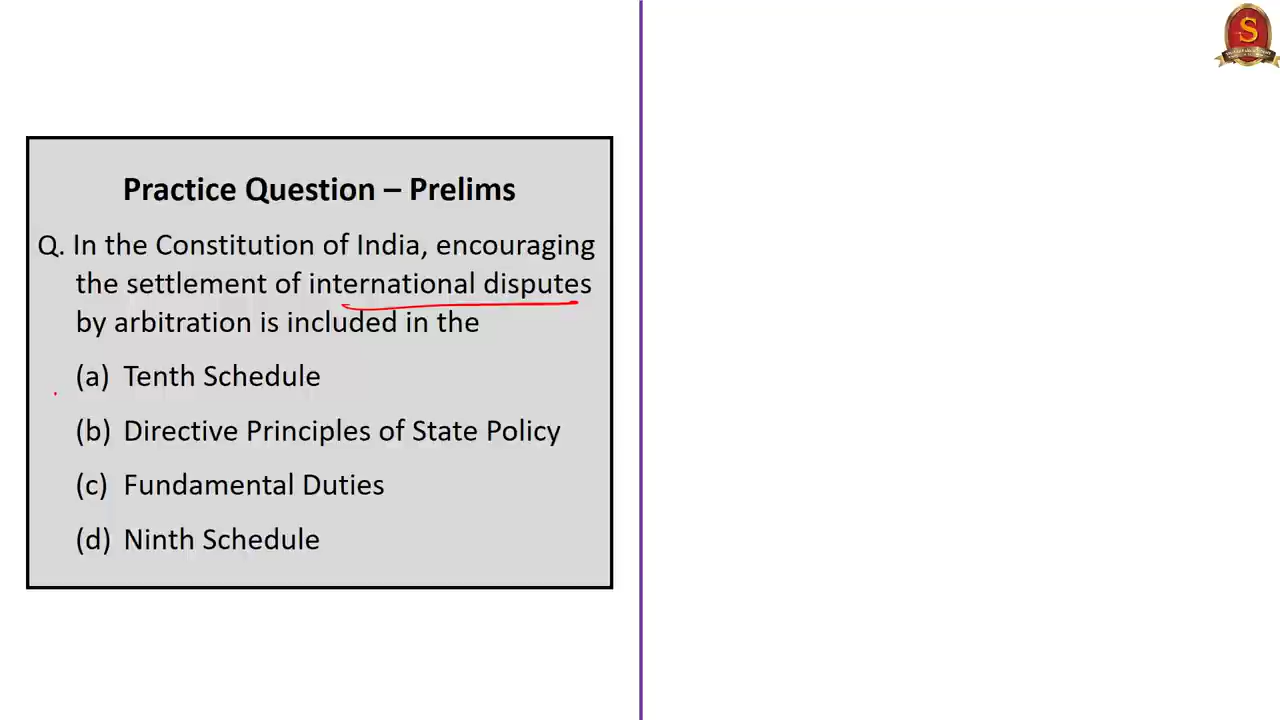 Practice Question – Prelims
Q. In the Constitution of India, encouraging
the settlement of international disputes
by arbitration is included in the
(a) Tenth Schedule
(b) Directive Principles of State Policy
(c) Fundamental Duties
(d) Ninth Schedule
S